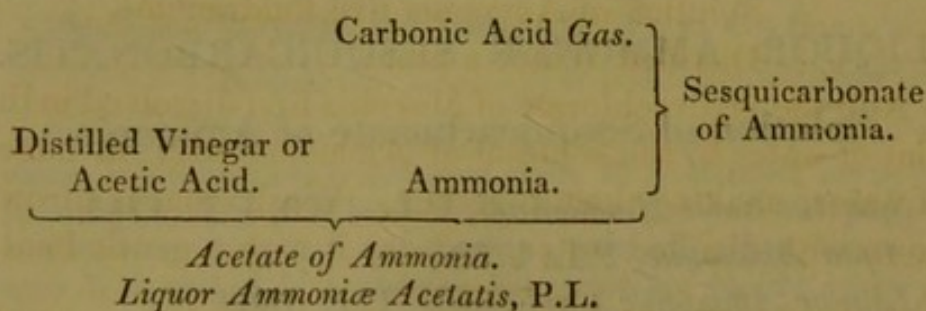 Carbonic Acid Gas.
Sesquicarbonate
of Ammonia.
Distilled Vinegar or
Acetic Acid. Ammonia.
Acetate of Ammonia.
Liquor Ammoniæ Acetatis, P.L.